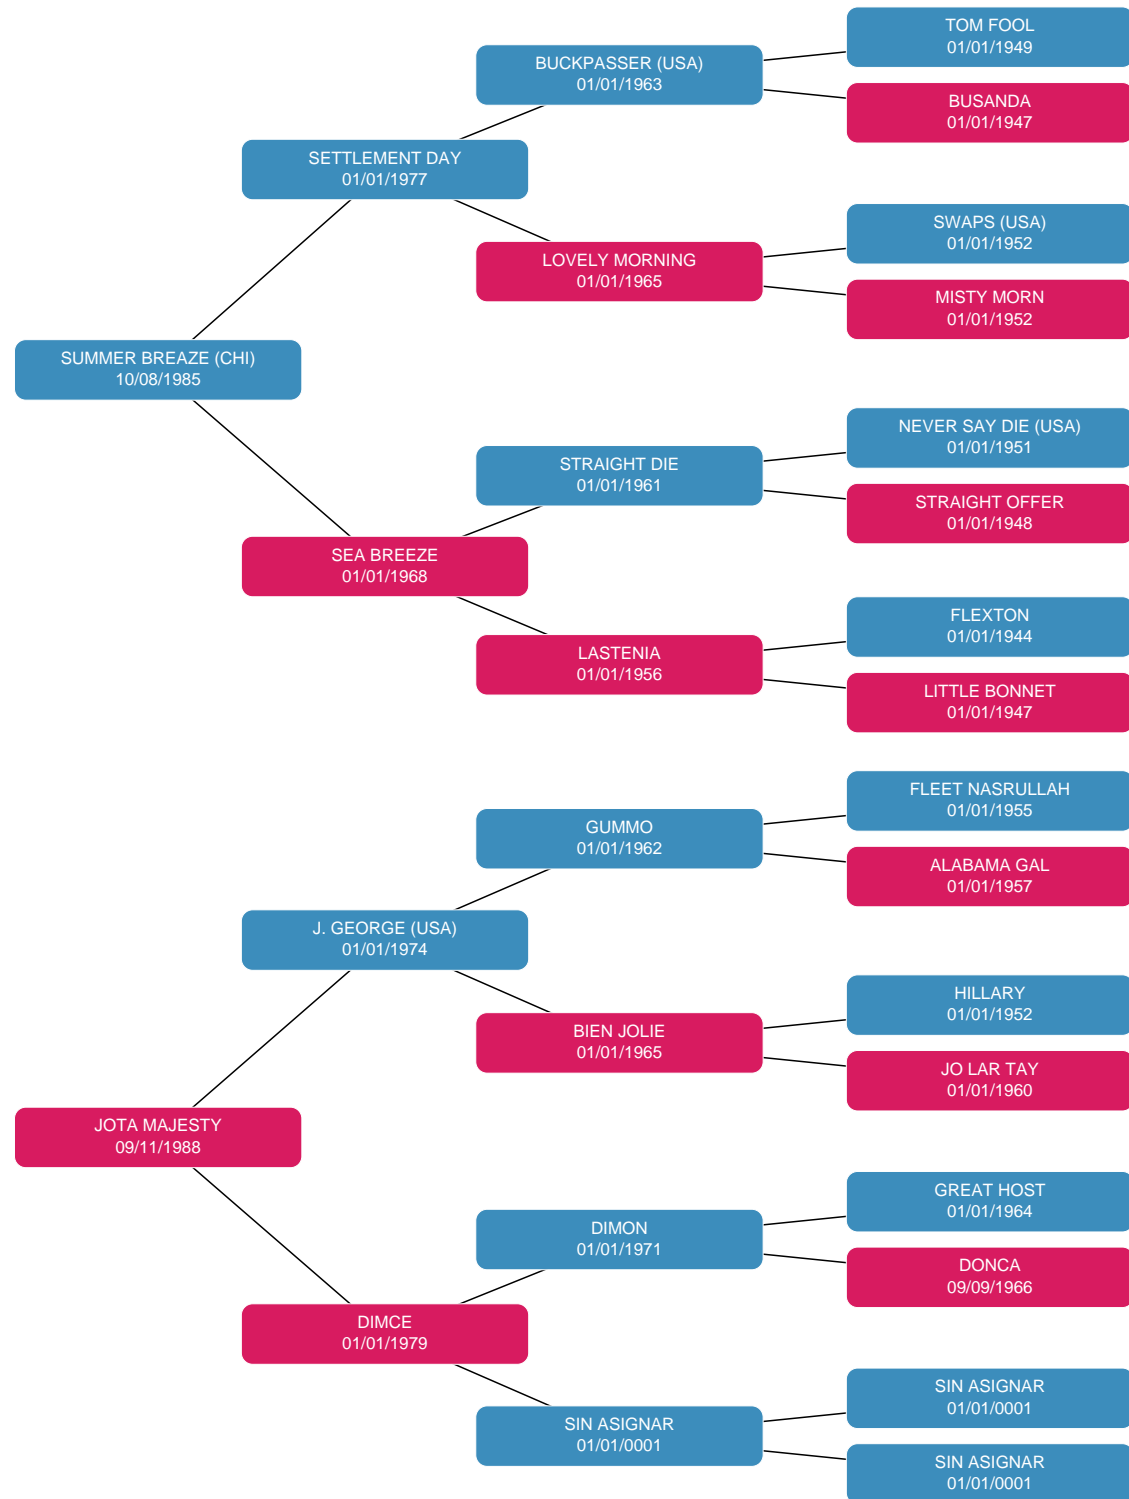 TOM FOOL
01/01/1949
BUCKPASSER (USA)
01/01/1963
BUSANDA
01/01/1947
SETTLEMENT DAY
01/01/1977
SWAPS (USA)
01/01/1952
LOVELY MORNING
01/01/1965
MISTY MORN
01/01/1952
SUMMER BREAZE (CHI)
10/08/1985
NEVER SAY DIE (USA)
01/01/1951
STRAIGHT DIE
01/01/1961
STRAIGHT OFFER
01/01/1948
SEA BREEZE
01/01/1968
FLEXTON
01/01/1944
LASTENIA
01/01/1956
LITTLE BONNET
01/01/1947
FLEET NASRULLAH
01/01/1955
GUMMO
01/01/1962
ALABAMA GAL
01/01/1957
J. GEORGE (USA)
01/01/1974
HILLARY
01/01/1952
BIEN JOLIE
01/01/1965
JO LAR TAY
01/01/1960
JOTA MAJESTY
09/11/1988
GREAT HOST
01/01/1964
DIMON
01/01/1971
DONCA
09/09/1966
DIMCE
01/01/1979
SIN ASIGNAR
01/01/0001
SIN ASIGNAR
01/01/0001
SIN ASIGNAR
01/01/0001